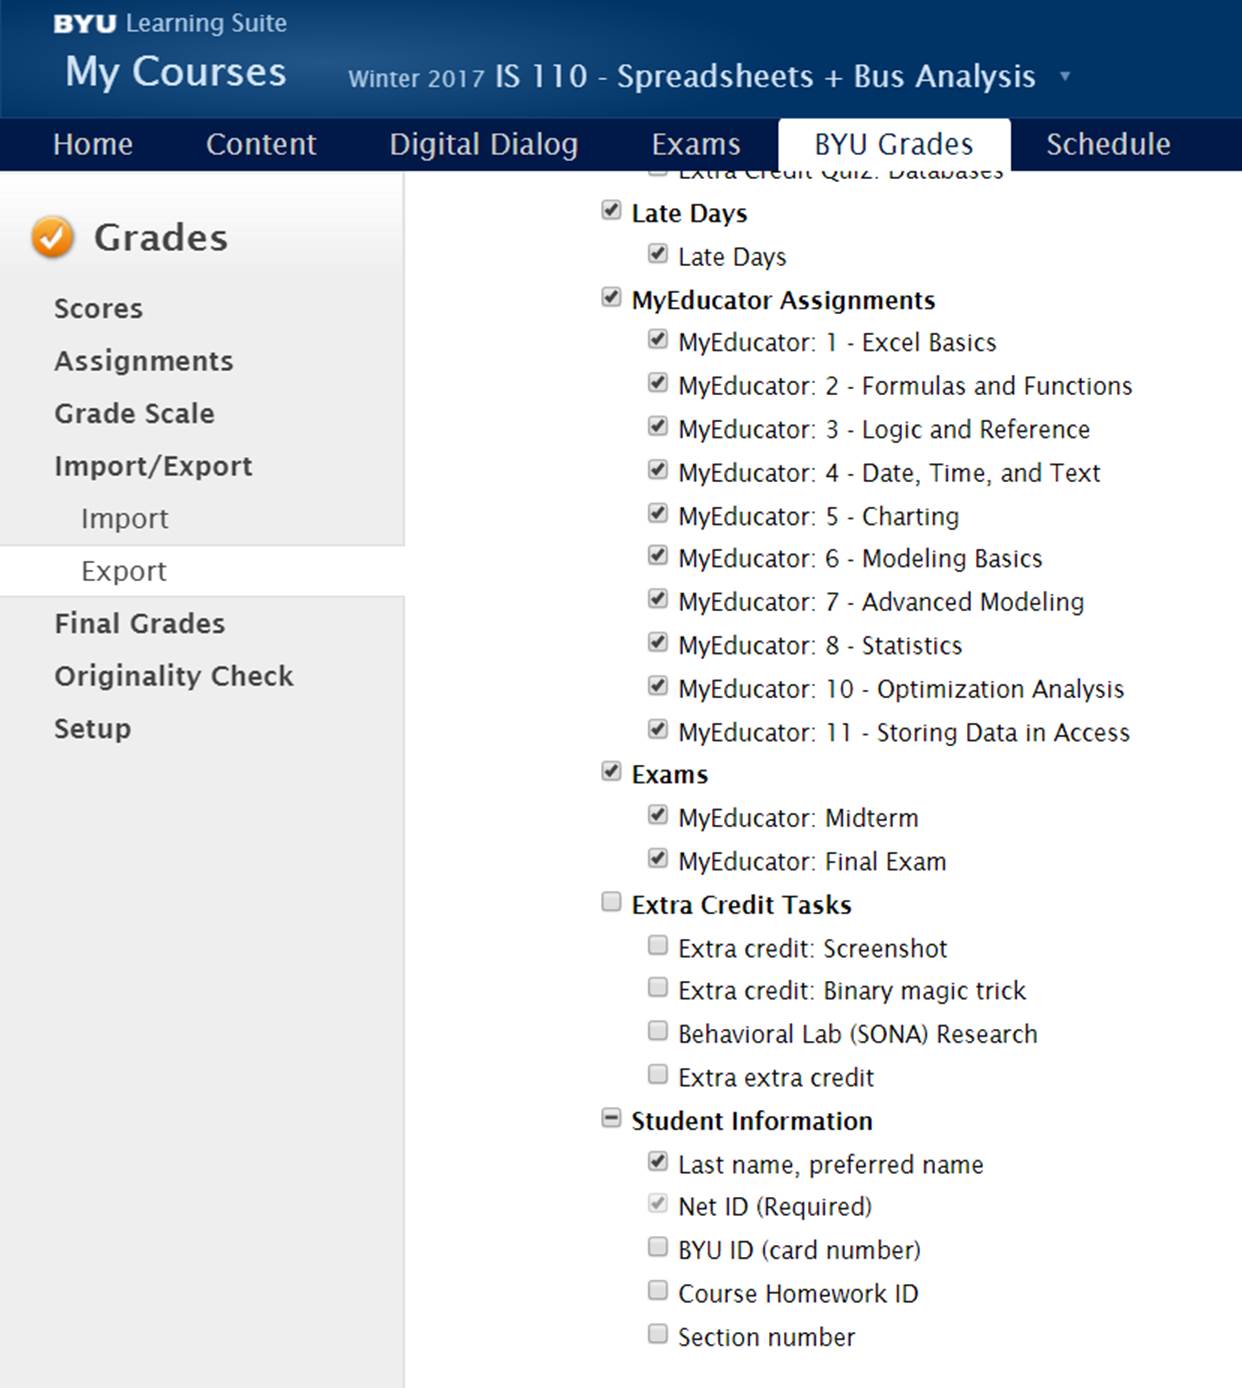 BYU Learning Suite
My Courses Winter 2017 IS 110 - Spreadsheets + Bus Analysis
Home Content Digital Dialog Exams BYU Grades Schedule
Extra Credit Quiz: Databases
Grades
Scores
Assignments
Grade Scale
Import/Export
Import
Export
Final Grades
Originality Check
Setup
Late Days
Late Days
MyEducator Assignments
MyEducator: 1 - Excel Basics
MyEducator: 2 - Formulas and Functions
MyEducator: 3 - Logic and Reference
MyEducator: 4 - Date, Time, and Text
MyEducator: 5 - Charting
MyEducator: 6 - Modeling Basics
MyEducator: 7 - Advanced Modeling
MyEducator: 8 - Statistics
MyEducator: 10 - Optimization Analysis
MyEducator: 11 - Storing Data in Access
Exams
MyEducator: Midterm
MyEducator: Final Exam
Extra Credit Tasks
Extra credit: Screenshot
Extra credit: Binary magic trick
Behavioral Lab (SONA) Research
Extra extra credit
Student Information
Last name, preferred name
Net ID (Required)
BYU ID (card number)
Course Homework ID
Section number